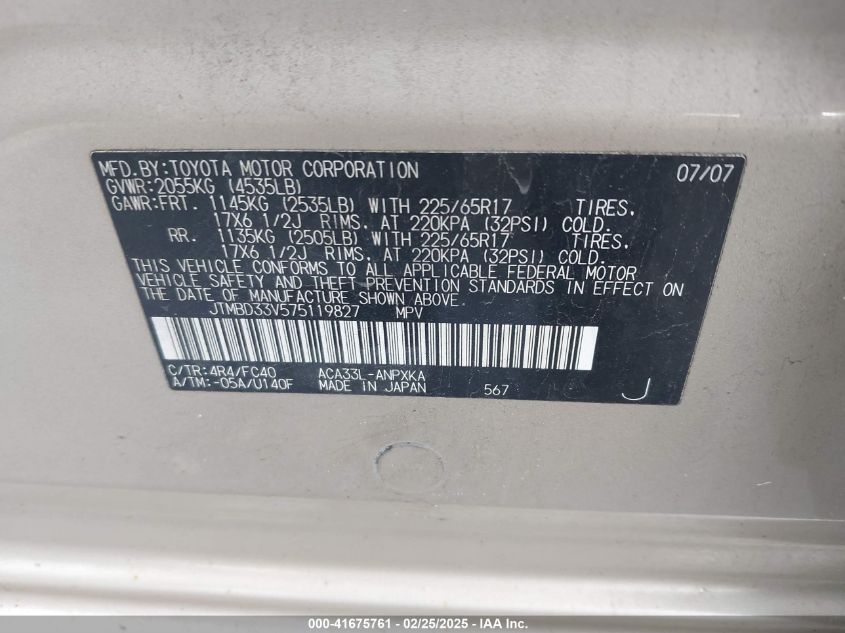 MFD.BY:TOYOTA MOTOR CORPORATION 07/07
GVWR:2055KG (4535LB)
GAWR:FRT. 1145KG (2535LB) WITH 225/65R17 TIRES,
17X6 1/2J RIMS, AT 220KPA (32PSI) COLD.
RR. 1135KG (2505LB) WITH 225/65R17 TIRES,
17X6 1/2J RIMS, AT 220KPA (32PSI) COLD.
THIS VEHICLE CONFORMS TO ALL APPLICABLE FEDERAL MOTOR
VEHICLE SAFETY AND THEFT PREVENTION STANDARDS IN EFFECT ON
THE DATE OF MANUFACTURE SHOWN ABOVE.
JTMBD33V575119827 MPV
C/TR:4R4/FC40 ACA33L-ANPXKA
A/TM:-05A/U140F MADE IN JAPAN 567 J
000-41675761 - 02/25/2025 - IAA Inc.